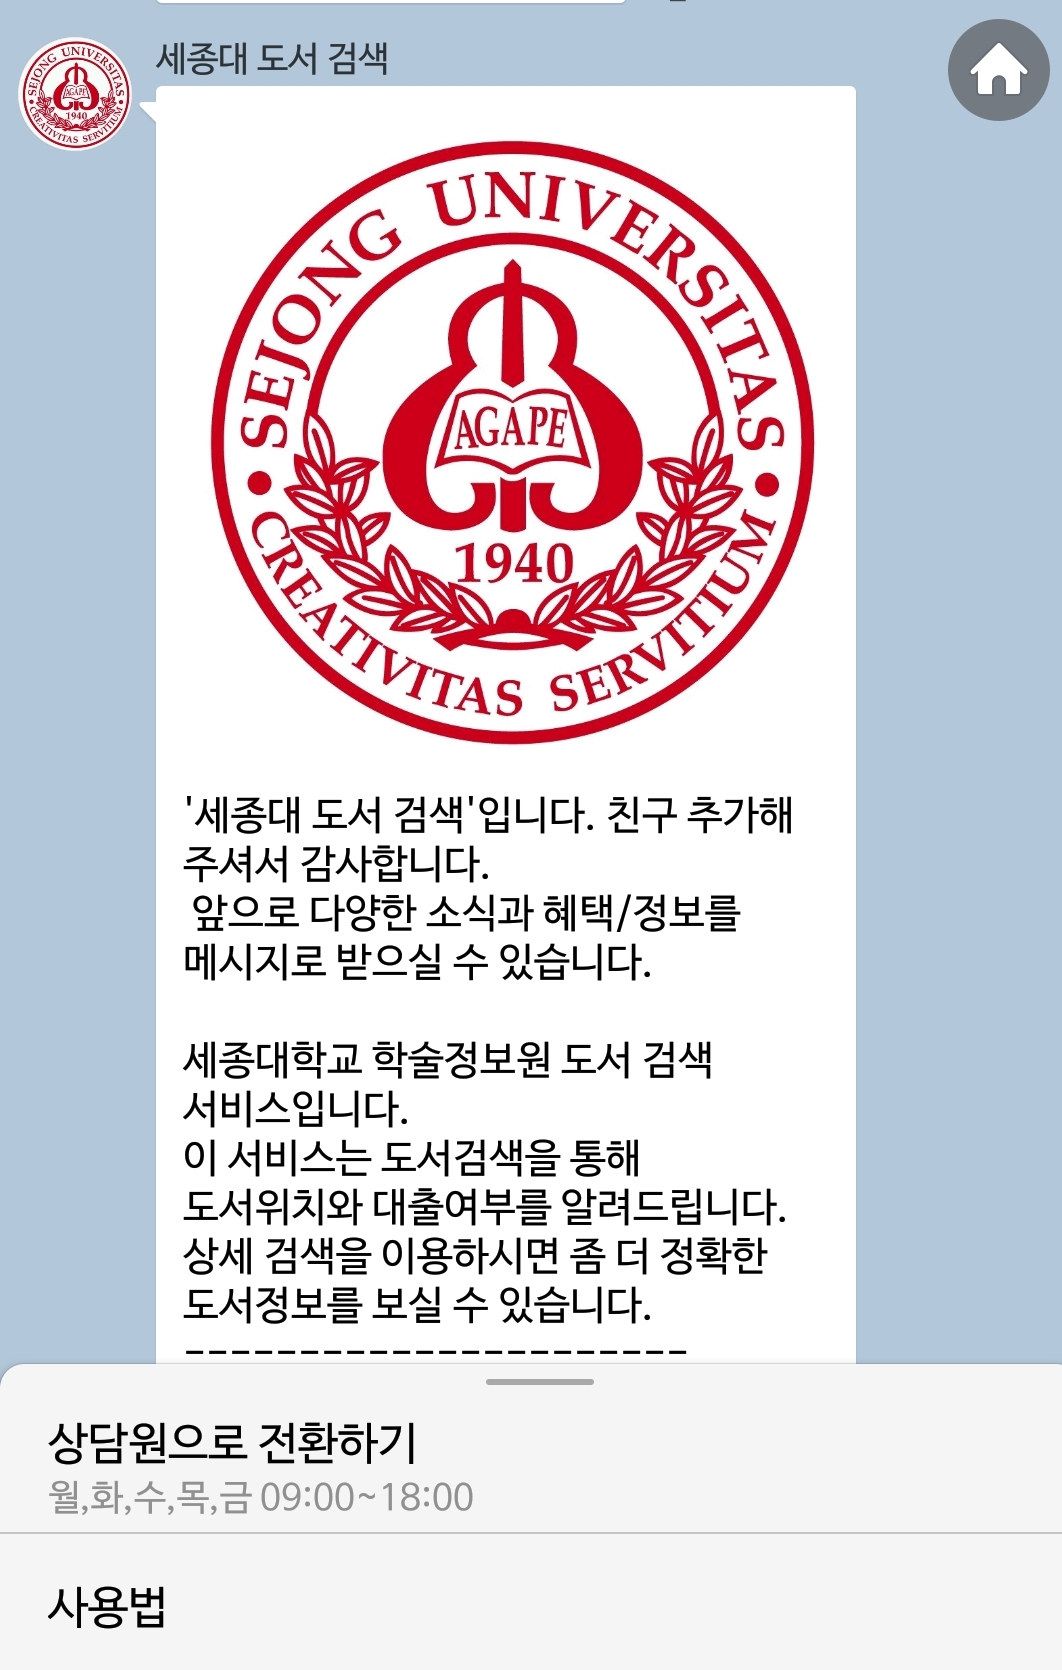 세종대 도서 검색
SEJONG UNIVERSITAS
CREATIVITAS SERVITIUM
AGAPE
1940
SEJONG UNIVERSITAS
AGAPE
1940
CREATIVITAS SERVITIUM
'세종대 도서 검색'입니다. 친구 추가해
주셔서 감사합니다.
앞으로 다양한 소식과 혜택/정보를
메시지로 받으실 수 있습니다.
세종대학교 학술정보원 도서 검색
서비스입니다.
이 서비스는 도서검색을 통해
도서위치와 대출여부를 알려드립니다.
상세 검색을 이용하시면 좀 더 정확한
도서정보를 보실 수 있습니다.
----------------------
상담원으로 전환하기
월,화,수,목,금 09:00~18:00
사용법